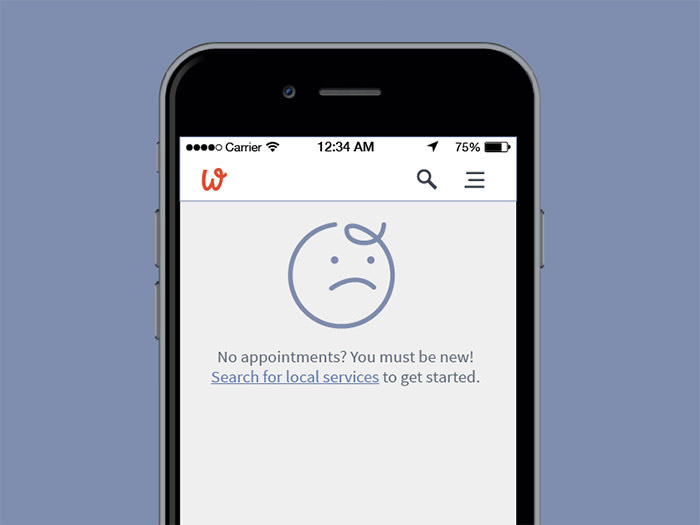 Carrier 12:34 AM 75%
W
No appointments? You must be new!
Search for local services to get started.